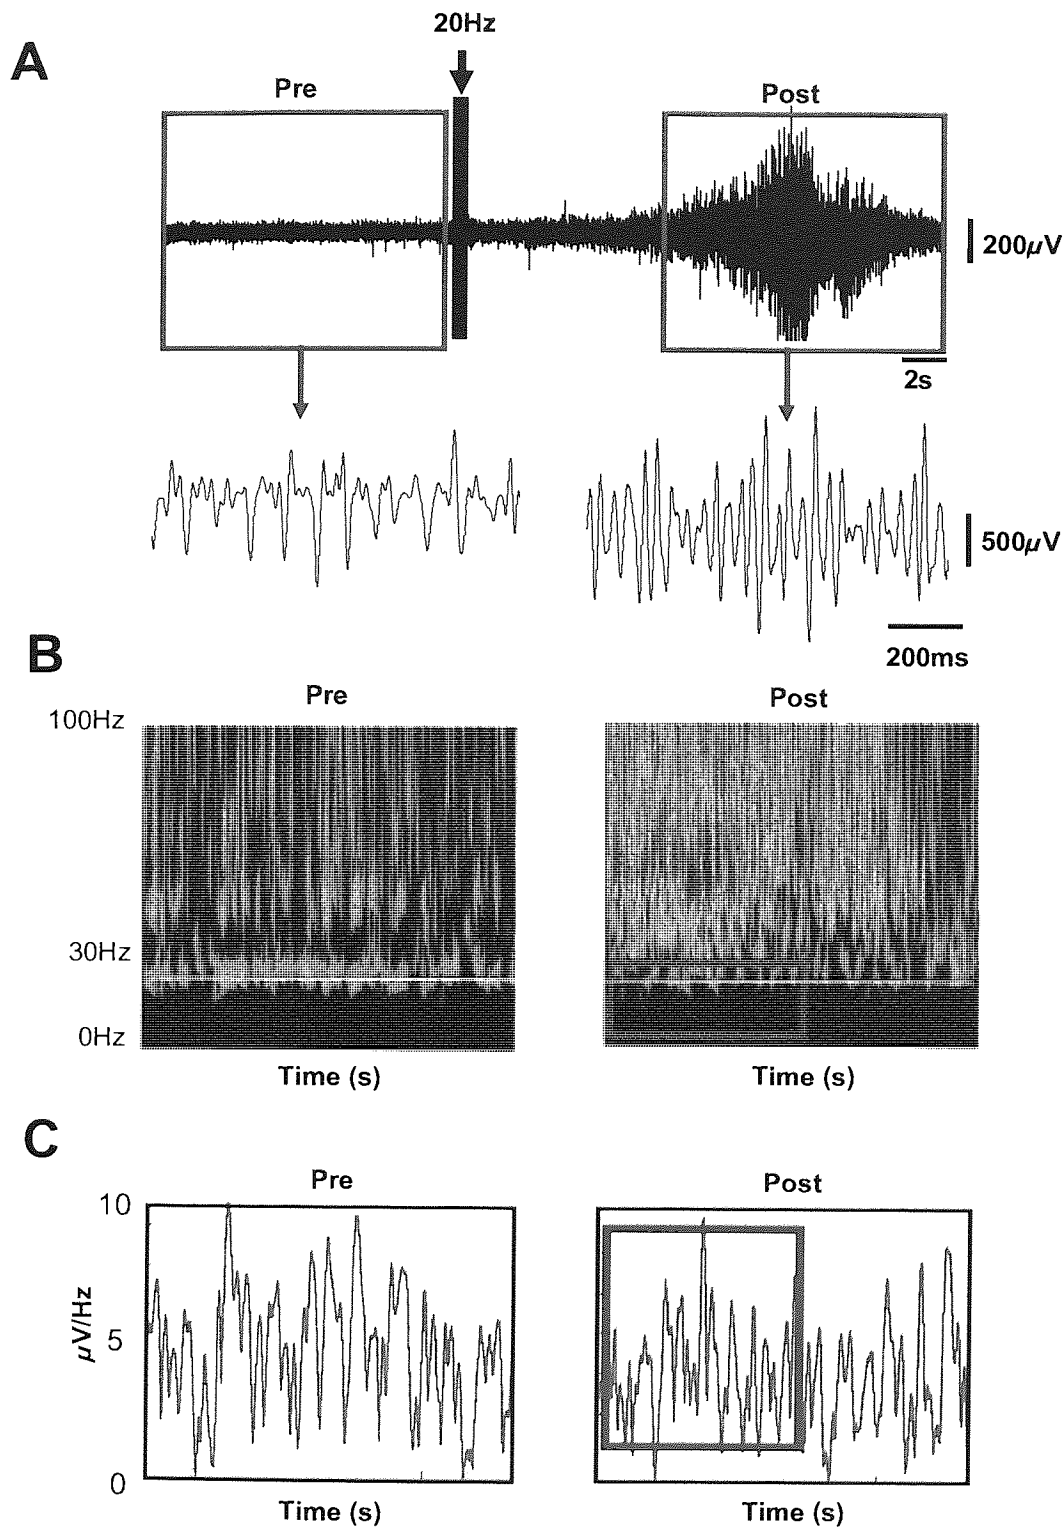 20Hz
A
Pre
Post
200µV
2s
500µV
200ms
B
Pre
Post
100Hz
30Hz
0Hz
Time (s)
Time (s)
C
Pre
Post
10
µV/Hz
5
0
Time (s)
Time (s)